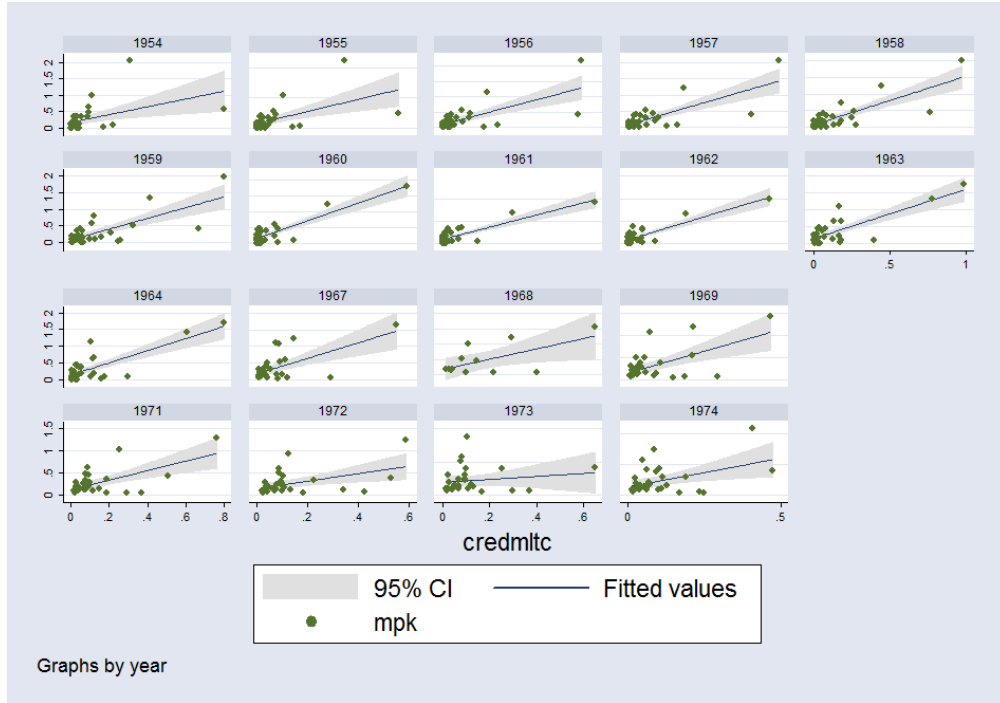 1954 1955 1956 1957 1958
0 .5 1 1.5 2
1959 1960 1961 1962 1963
0 .5 1 1.5 2
0 .5 1
1964 1967 1968 1969
0 .5 1 1.5 2
1971 1972 1973 1974
0 .5 1 1.5
0 .2 .4 .6 .8 0 .2 .4 .6 0 .2 .4 .6 0 .5
credmltc
95% CI Fitted values
mpk
Graphs by year